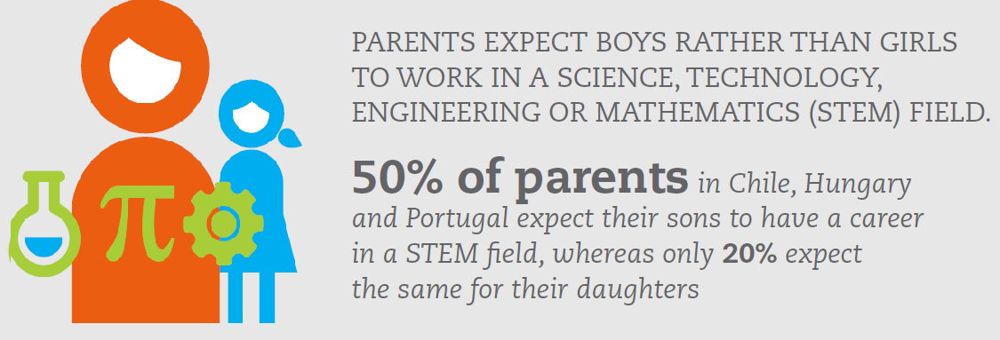 PARENTS EXPECT BOYS RATHER THAN GIRLS
TO WORK IN A SCIENCE, TECHNOLOGY,
ENGINEERING OR MATHEMATICS (STEM) FIELD.
50% of parents in Chile, Hungary
and Portugal expect their sons to have a career
in a STEM field, whereas only 20% expect
the same for their daughters
π